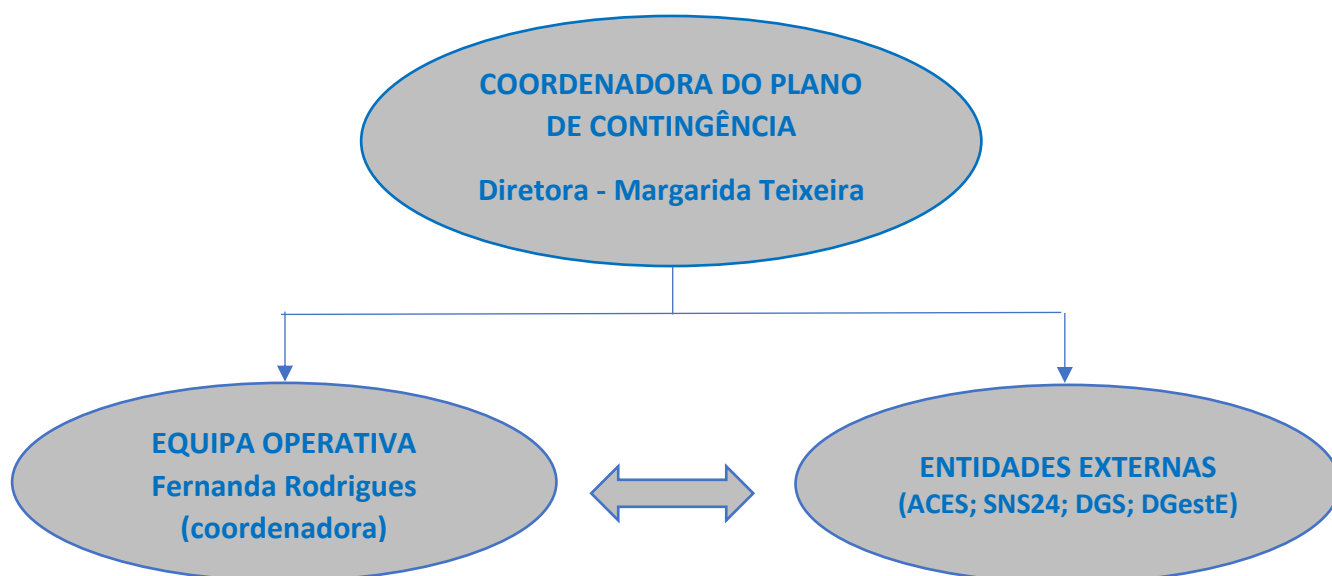 COORDENADORA DO PLANO
DE CONTINGÊNCIA
Diretora - Margarida Teixeira
EQUIPA OPERATIVA
Fernanda Rodrigues
(coordenadora)
ENTIDADES EXTERNAS
(ACES; SNS24; DGS; DGestE)